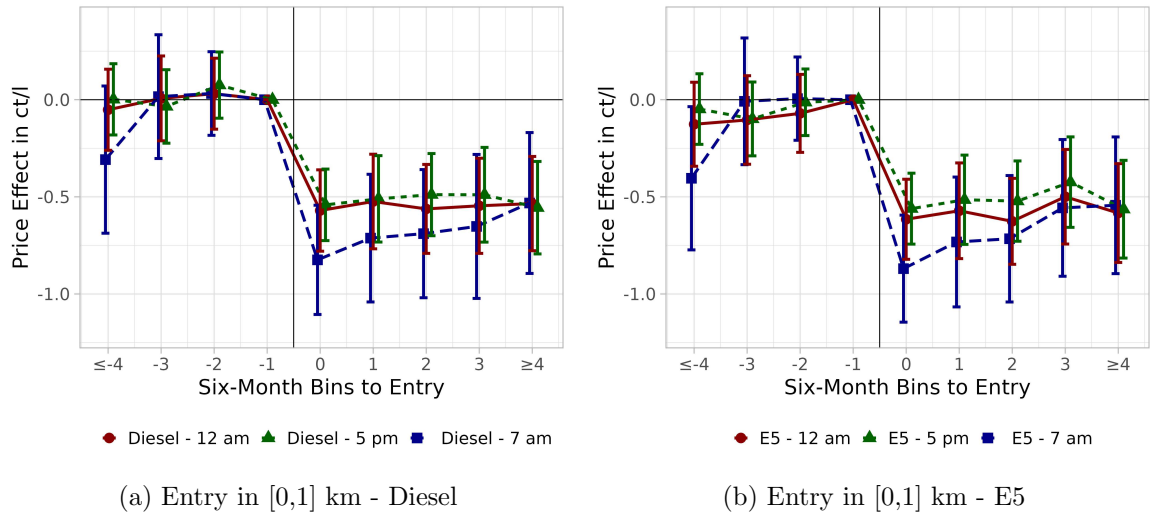 Price Effect in ct/l
0.0
-0.5
-1.0
≤-4 -3 -2 -1 0 1 2 3 ≥4
Six-Month Bins to Entry
Diesel - 12 am Diesel - 5 pm Diesel - 7 am
(a) Entry in [0,1] km - Diesel
Price Effect in ct/l
0.0
-0.5
-1.0
≤-4 -3 -2 -1 0 1 2 3 ≥4
Six-Month Bins to Entry
E5 - 12 am E5 - 5 pm E5 - 7 am
(b) Entry in [0,1] km - E5